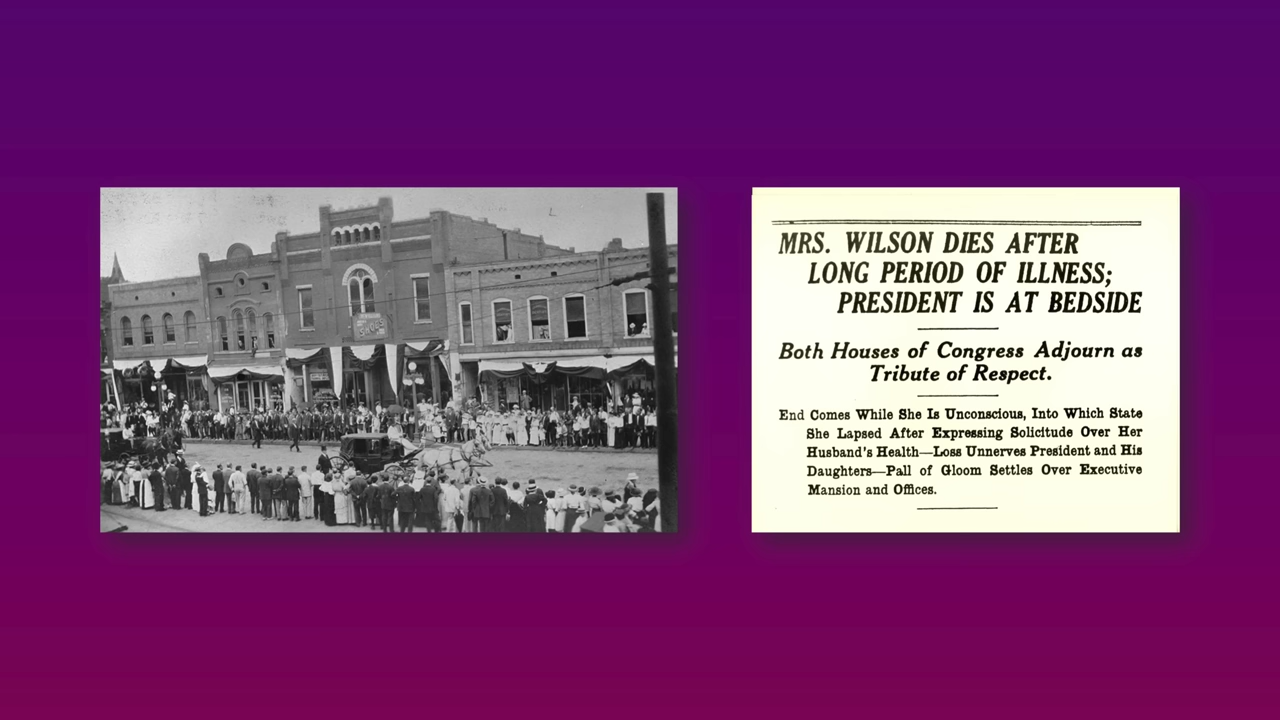 SHOES
MRS. WILSON DIES AFTER
LONG PERIOD OF ILLNESS;
PRESIDENT IS AT BEDSIDE
Both Houses of Congress Adjourn as
Tribute of Respect.
End Comes While She Is Unconscious, Into Which State
She Lapsed After Expressing Solicitude Over Her
Husband's Health—Loss Unnerves President and His
Daughters—Pall of Gloom Settles Over Executive
Mansion and Offices.